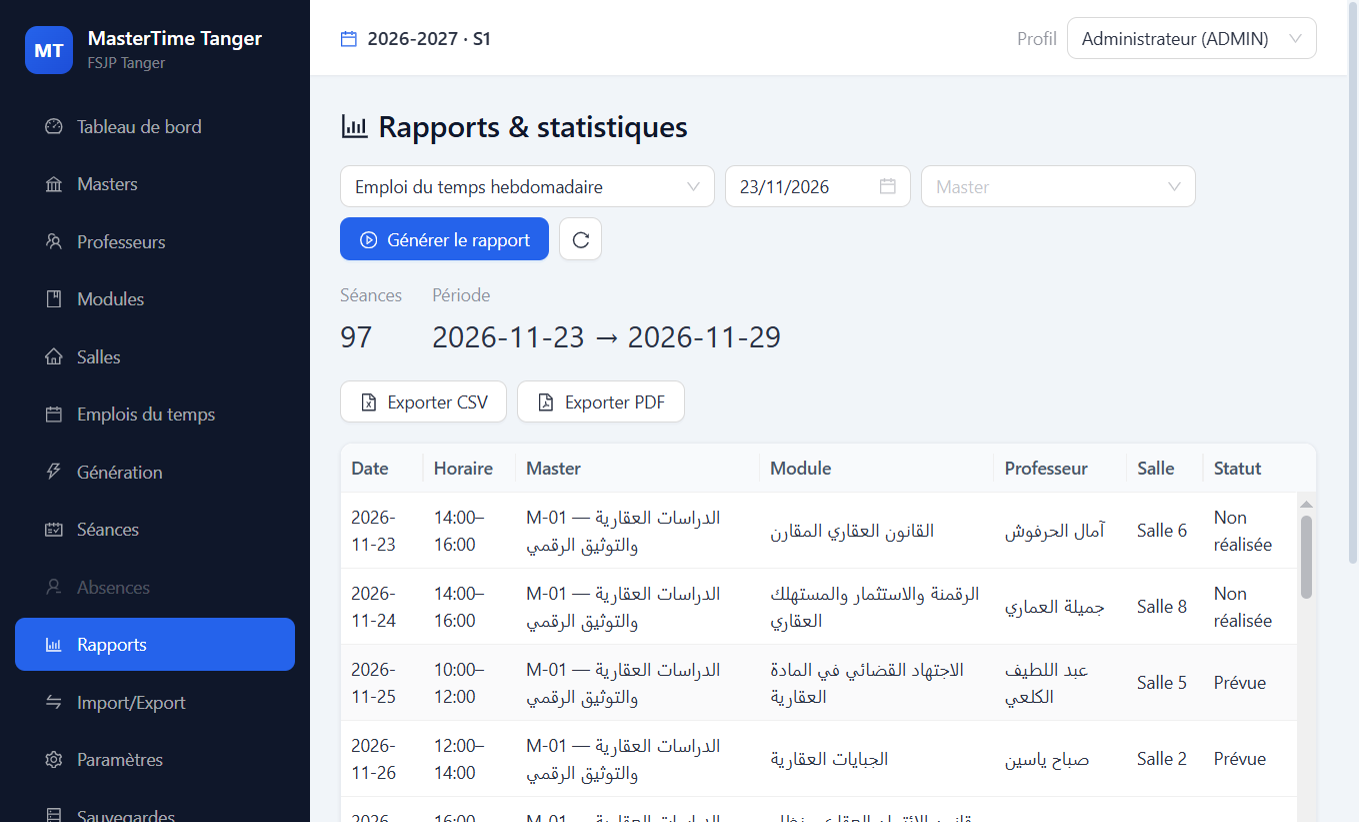 MT
MasterTime Tanger
FSJP Tanger
Tableau de bord
Masters
Professeurs
Modules
Salles
Emplois du temps
Génération
Séances
Absences
Rapports
Import/Export
Paramètres
Sauvegardes
2026-2027 · S1
Profil
Administrateur (ADMIN)
Rapports & statistiques
Emploi du temps hebdomadaire
23/11/2026
Master
Générer le rapport
Séances
Période
97
2026-11-23 → 2026-11-29
Exporter CSV
Exporter PDF
Date Horaire Master Module Professeur Salle Statut
2026-
11-23
14:00–
16:00
M-01 — الدراسات العقارية
والتوثيق الرقمي
القانون العقاري المقارن
آمال الحرفوش
Salle 6
Non
réalisée
2026-
11-24
14:00–
16:00
M-01 — الدراسات العقارية
والتوثيق الرقمي
الرقمنة والاستثمار والمستهلك
العقاري
جميلة العماري
Salle 8
Non
réalisée
2026-
11-25
10:00–
12:00
M-01 — الدراسات العقارية
والتوثيق الرقمي
الاجتهاد القضائي في المادة
العقارية
عبد اللطيف
الكلعي
Salle 5
Prévue
2026-
11-26
12:00–
14:00
M-01 — الدراسات العقارية
والتوثيق الرقمي
الجبايات العقارية
صباح ياسين
Salle 2
Prévue
2026-
16:00–
M-01 — الدراسات العقارية